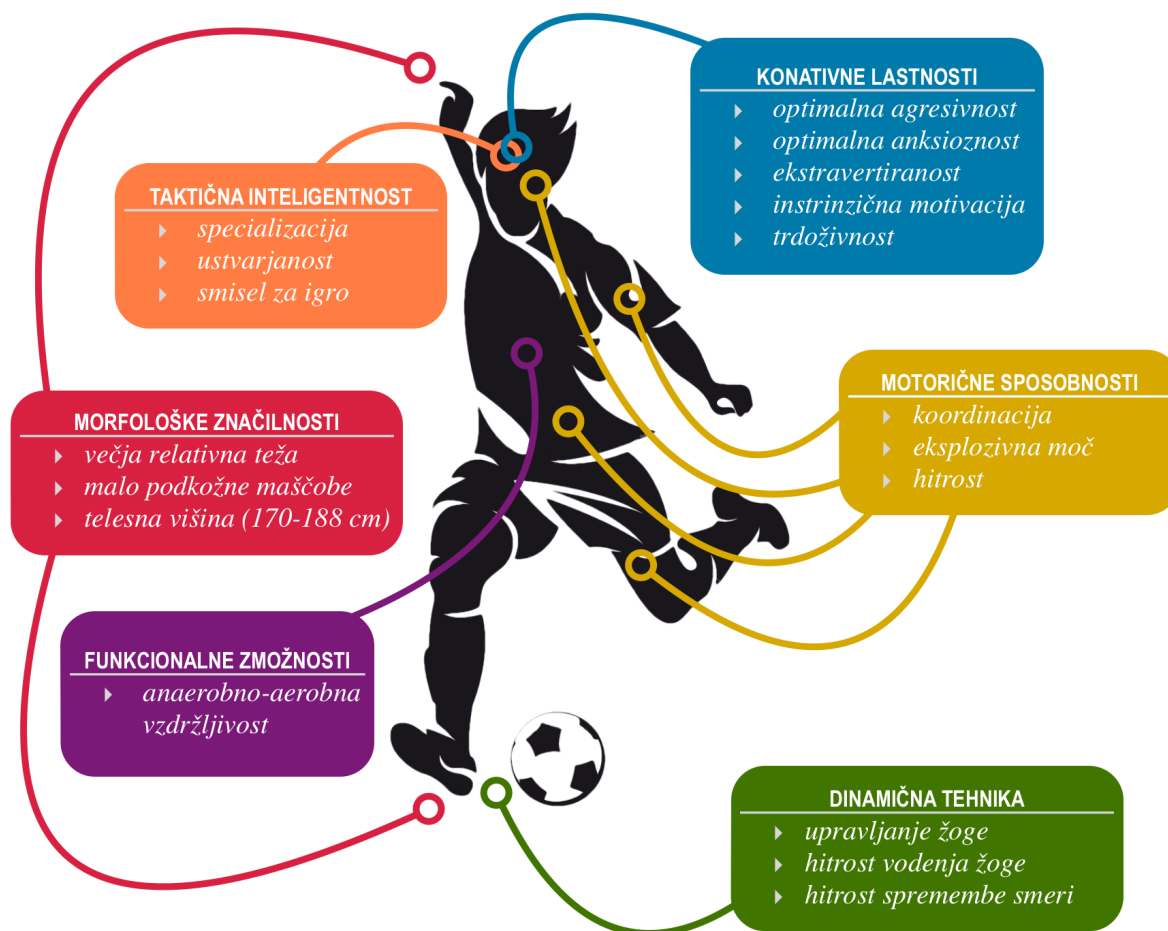 KONATIVNE LASTNOSTI
optimalna agresivnost
optimalna anksioznost
ekstravertiranost
instrinzična motivacija
trdoživnost
TAKTIČNA INTELIGENTNOST
specializacija
ustvarjanost
smisel za igro
MOTORIČNE SPOSOBNOSTI
koordinacija
eksplozivna moč
hitrost
MORFOLOŠKE ZNAČILNOSTI
večja relativna teža
malo podkožne maščobe
telesna višina (170-188 cm)
FUNKCIONALNE ZMOŽNOSTI
anaerobno-aerobna
vzdržljivost
DINAMIČNA TEHNIKA
upravljanje žoge
hitrost vodenja žoge
hitrost spremembe smeri